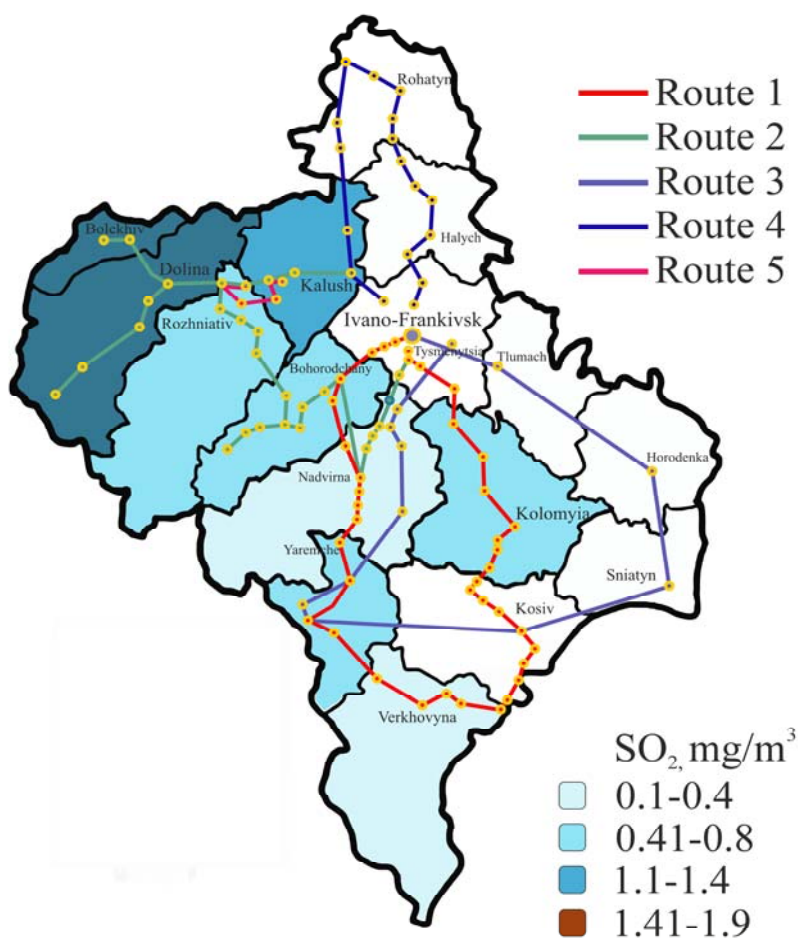 Rohatyn
Route 1
Route 2
Route 3
Route 4
Route 5
Bolekhiv
Halych
Dolina
Kalush
Rozhniativ
Ivano-Frankivsk
Tysmenytsia
Tlumach
Bohorodchany
Horodenka
Nadvirna
Kolomyia
Yaremche
Sniatyn
Kosiv
Verkhovyna
SO2, mg/m3
0.1-0.4
0.41-0.8
1.1-1.4
1.41-1.9